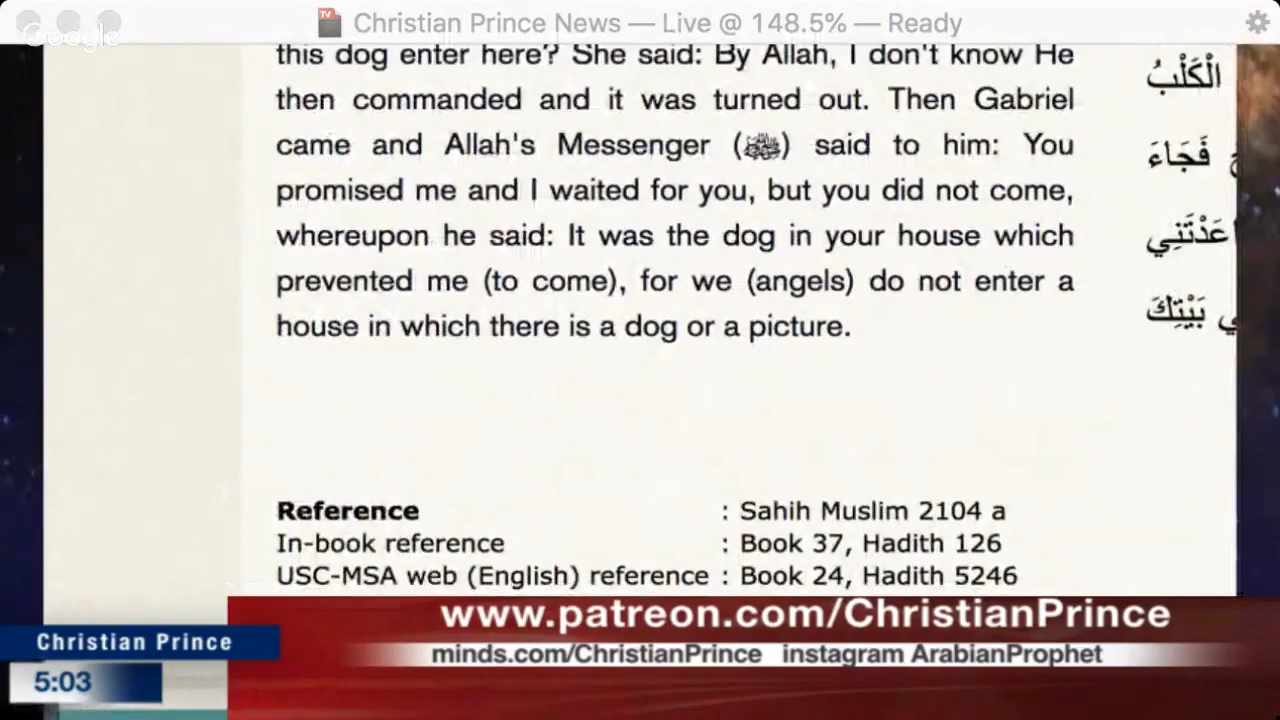 Christian Prince News — Live @ 148.5% — Ready
Google
TV
this dog enter here? She said: By Allah, I don't know He
then commanded and it was turned out. Then Gabriel
came and Allah's Messenger (ﷺ) said to him: You
promised me and I waited for you, but you did not come,
whereupon he said: It was the dog in your house which
prevented me (to come), for we (angels) do not enter a
house in which there is a dog or a picture.
الْكَلْبُ
فَجَاءَ
اعَدْتَنِي
بَيْتِكَ
Reference : Sahih Muslim 2104 a
In-book reference : Book 37, Hadith 126
USC-MSA web (English) reference : Book 24, Hadith 5246
www.patreon.com/ChristianPrince
Christian Prince
minds.com/ChristianPrince instagram ArabianProphet
5:03